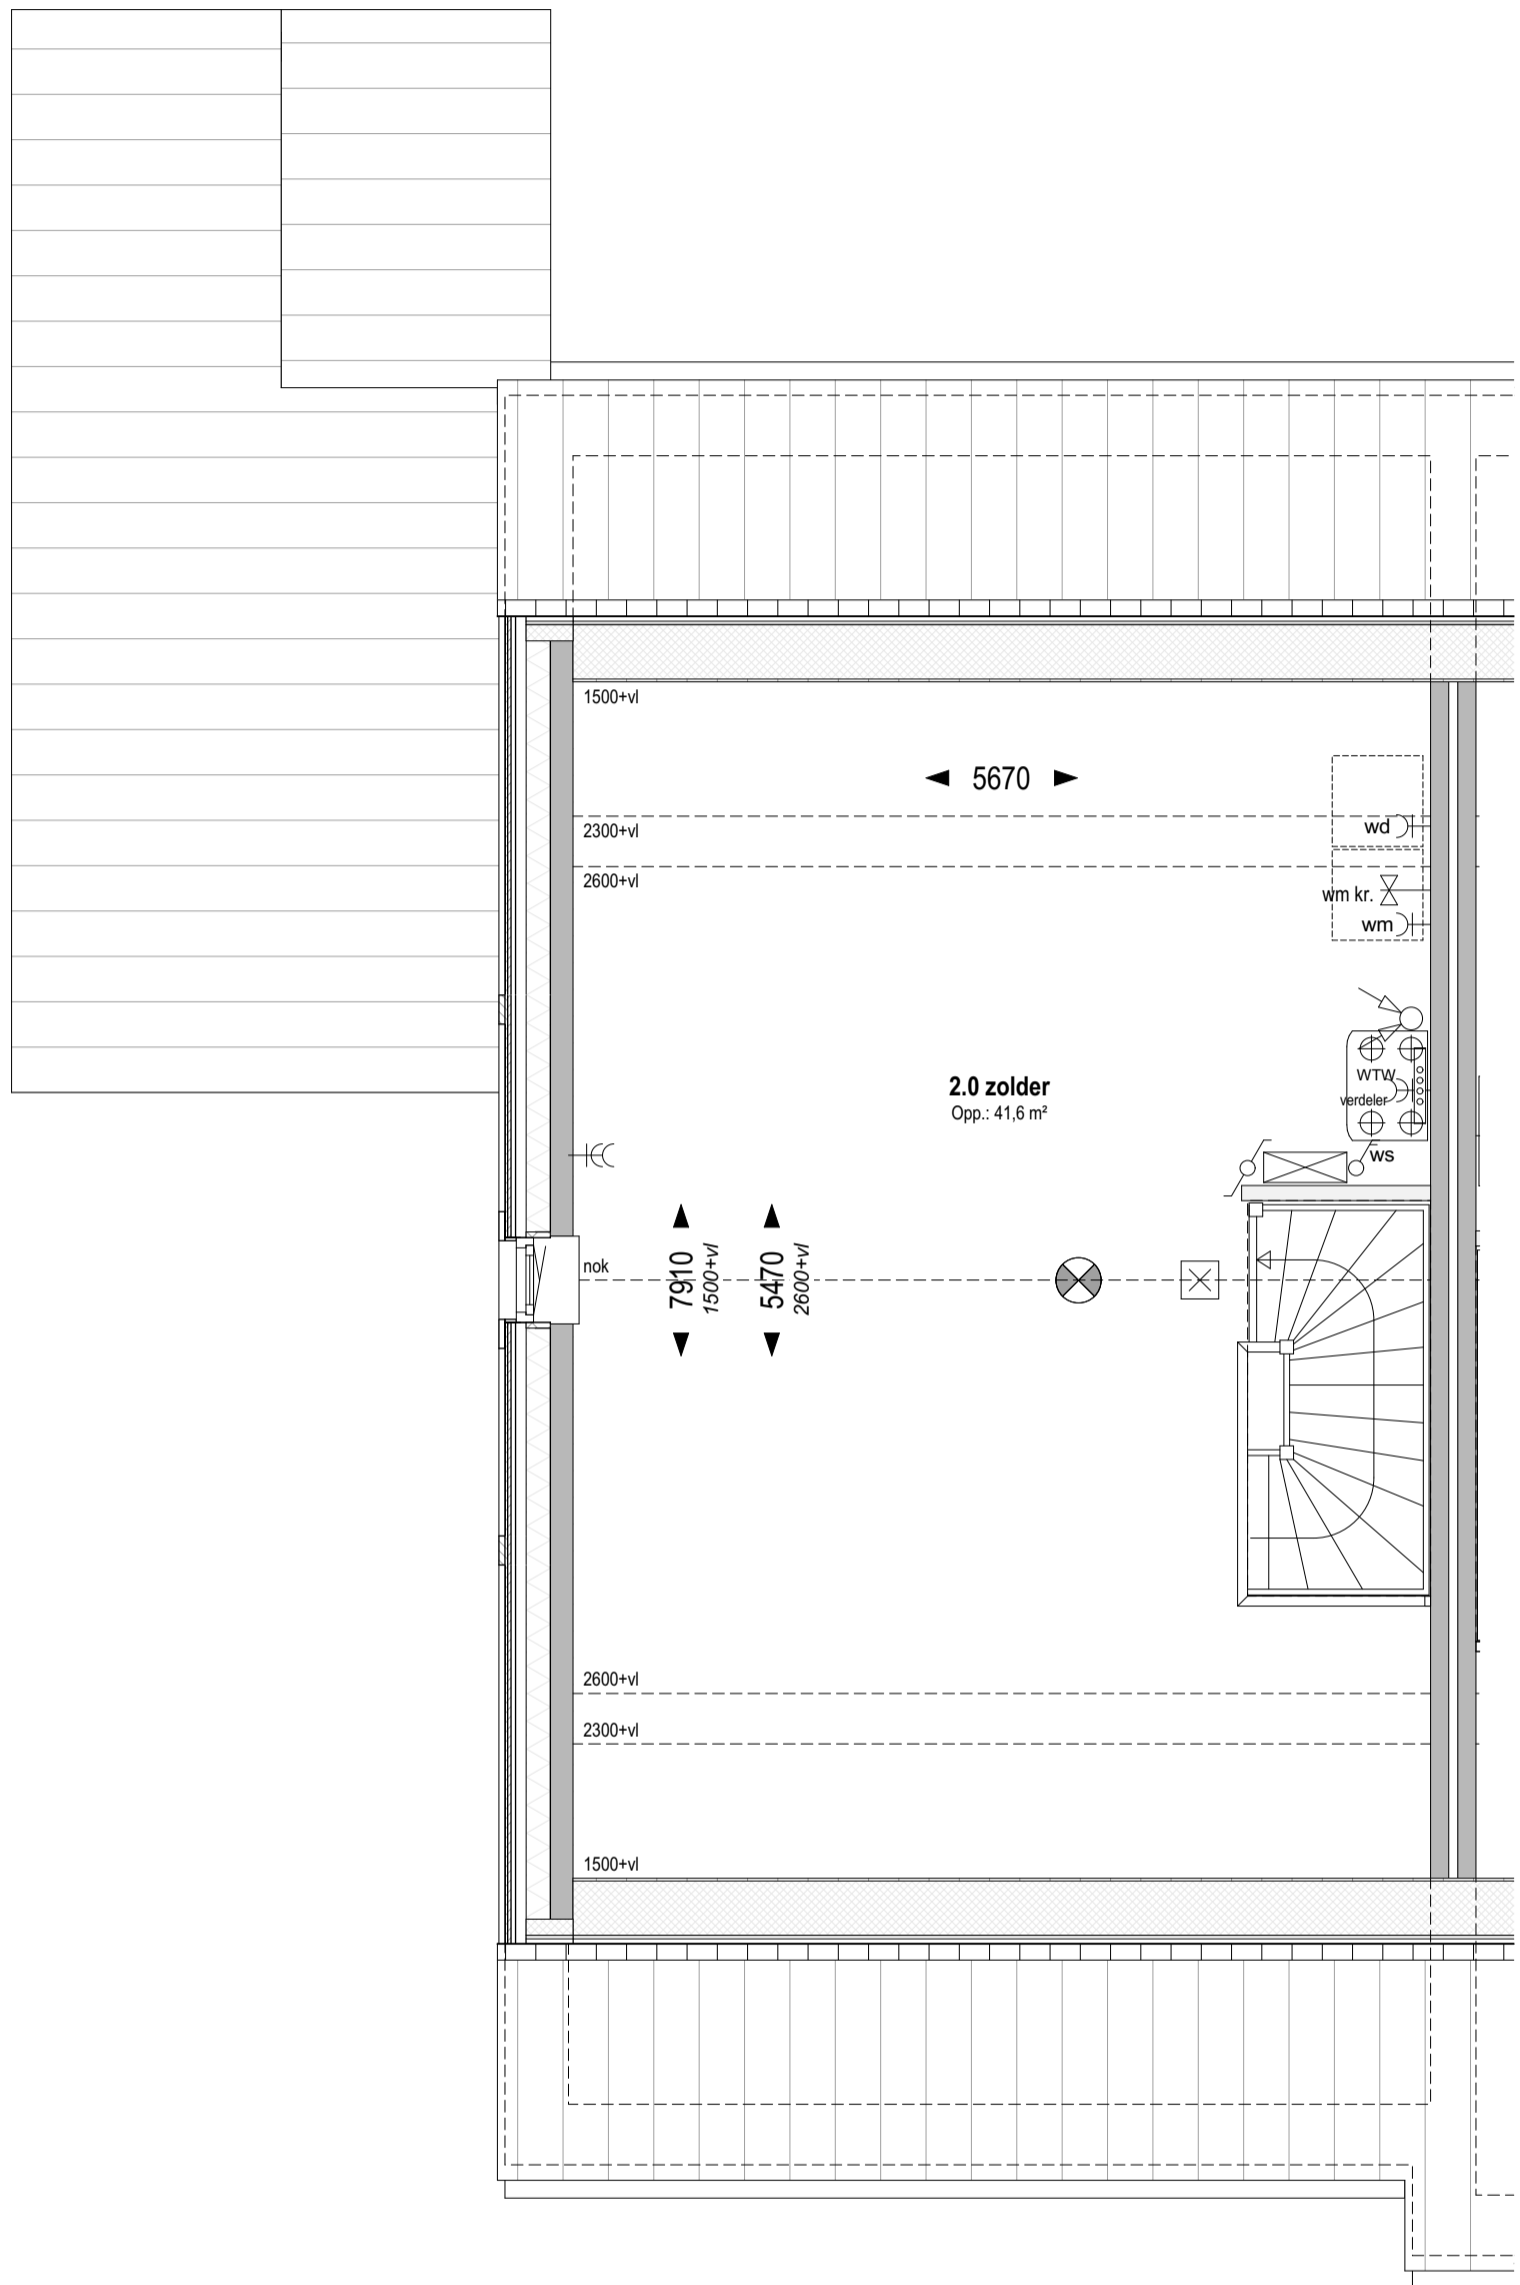 1500+vl
5670
2300+vl
wd
2600+vl
wm kr.
wm
2.0 zolder
Opp.: 41,6 m²
WTW
verdeler
ws
nok
7910
1500+vl
5470
2600+vl
2600+vl
2300+vl
1500+vl